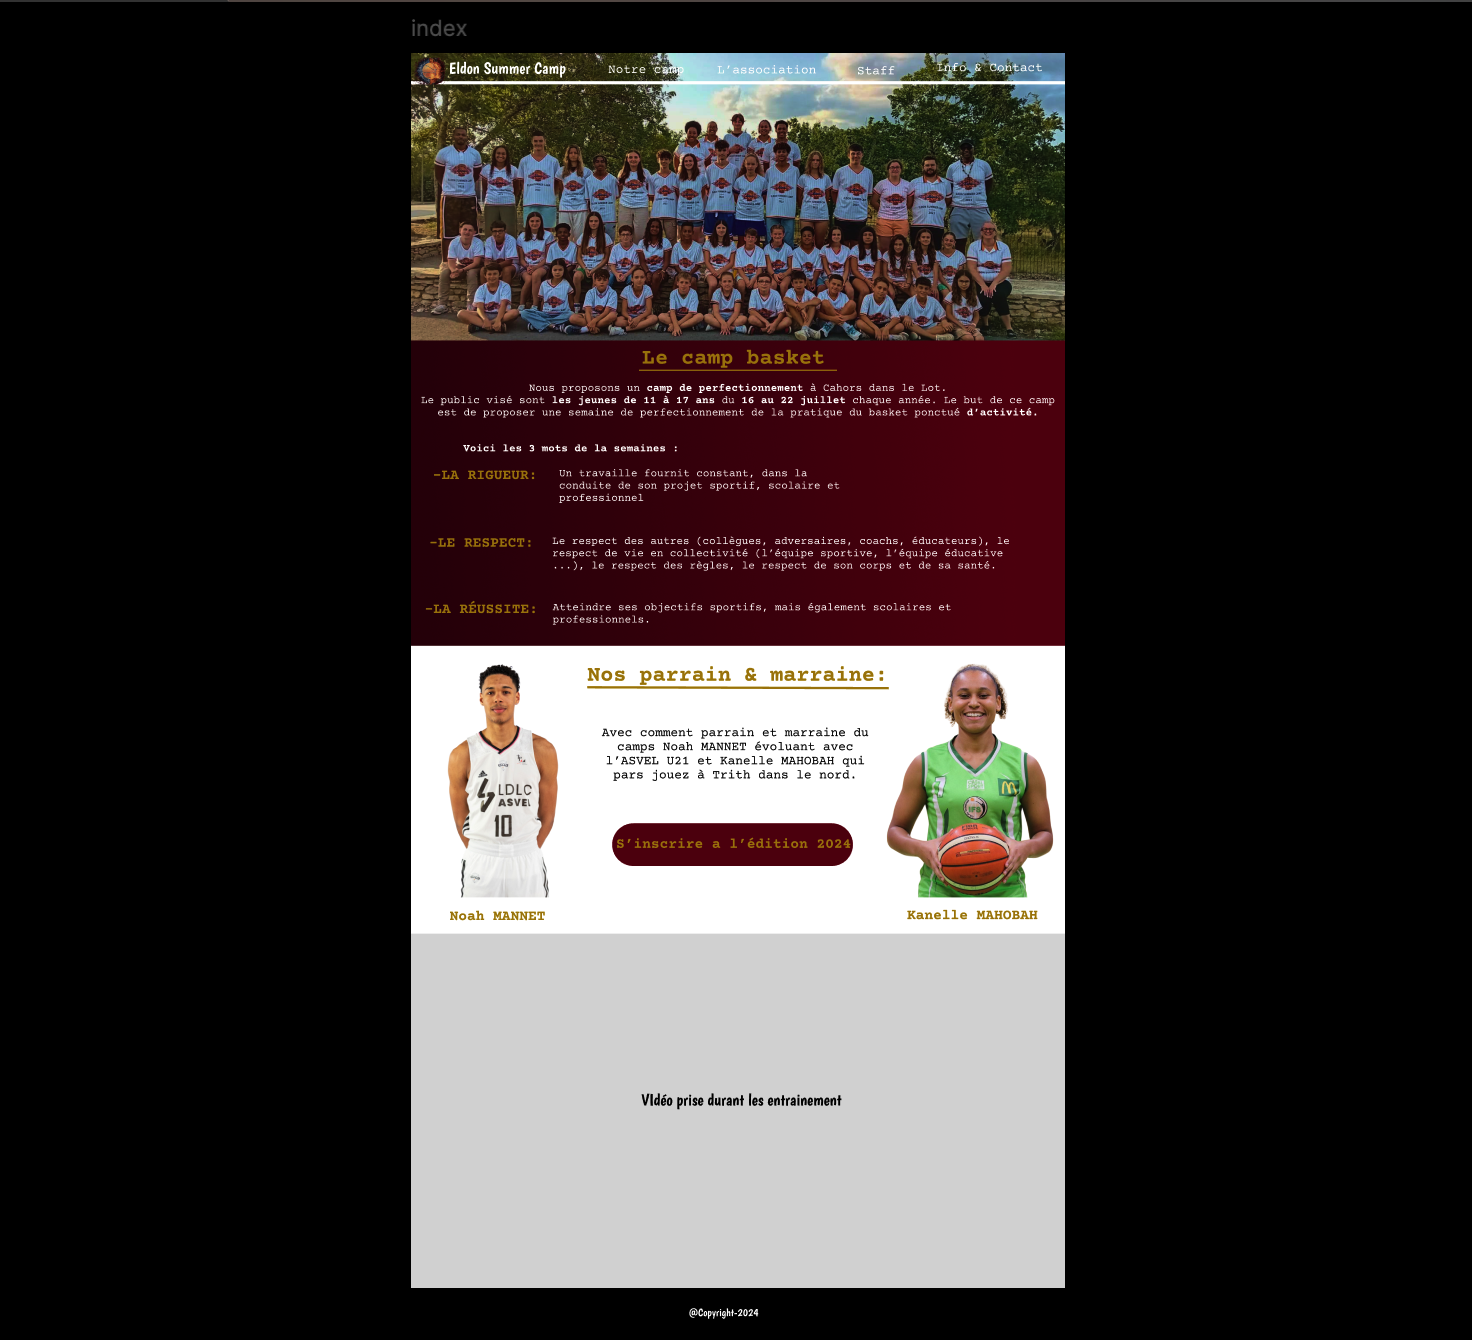 index
Eldon Summer Camp
Notre camp
L’association
Staff
Info & Contact
Le camp basket
Nous proposons un camp de perfectionnement à Cahors dans le Lot.
Le public visé sont les jeunes de 11 à 17 ans du 16 au 22 juillet chaque année. Le but de ce camp
est de proposer une semaine de perfectionnement de la pratique du basket ponctué d’activité.
Voici les 3 mots de la semaines :
-LA RIGUEUR:
Un travaille fournit constant, dans la
conduite de son projet sportif, scolaire et
professionnel
-LE RESPECT:
Le respect des autres (collègues, adversaires, coachs, éducateurs), le
respect de vie en collectivité (l’équipe sportive, l’équipe éducative
...), le respect des règles, le respect de son corps et de sa santé.
-LA RÉUSSITE:
Atteindre ses objectifs sportifs, mais également scolaires et
professionnels.
Nos parrain & marraine:
Avec comment parrain et marraine du
camps Noah MANNET évoluant avec
l’ASVEL U21 et Kanelle MAHOBAH qui
pars jouez à Trith dans le nord.
LDLC
ASVEL
10
7
S’inscrire a l’édition 2024
Noah MANNET
Kanelle MAHOBAH
VIdéo prise durant les entrainement
@Copyright-2024